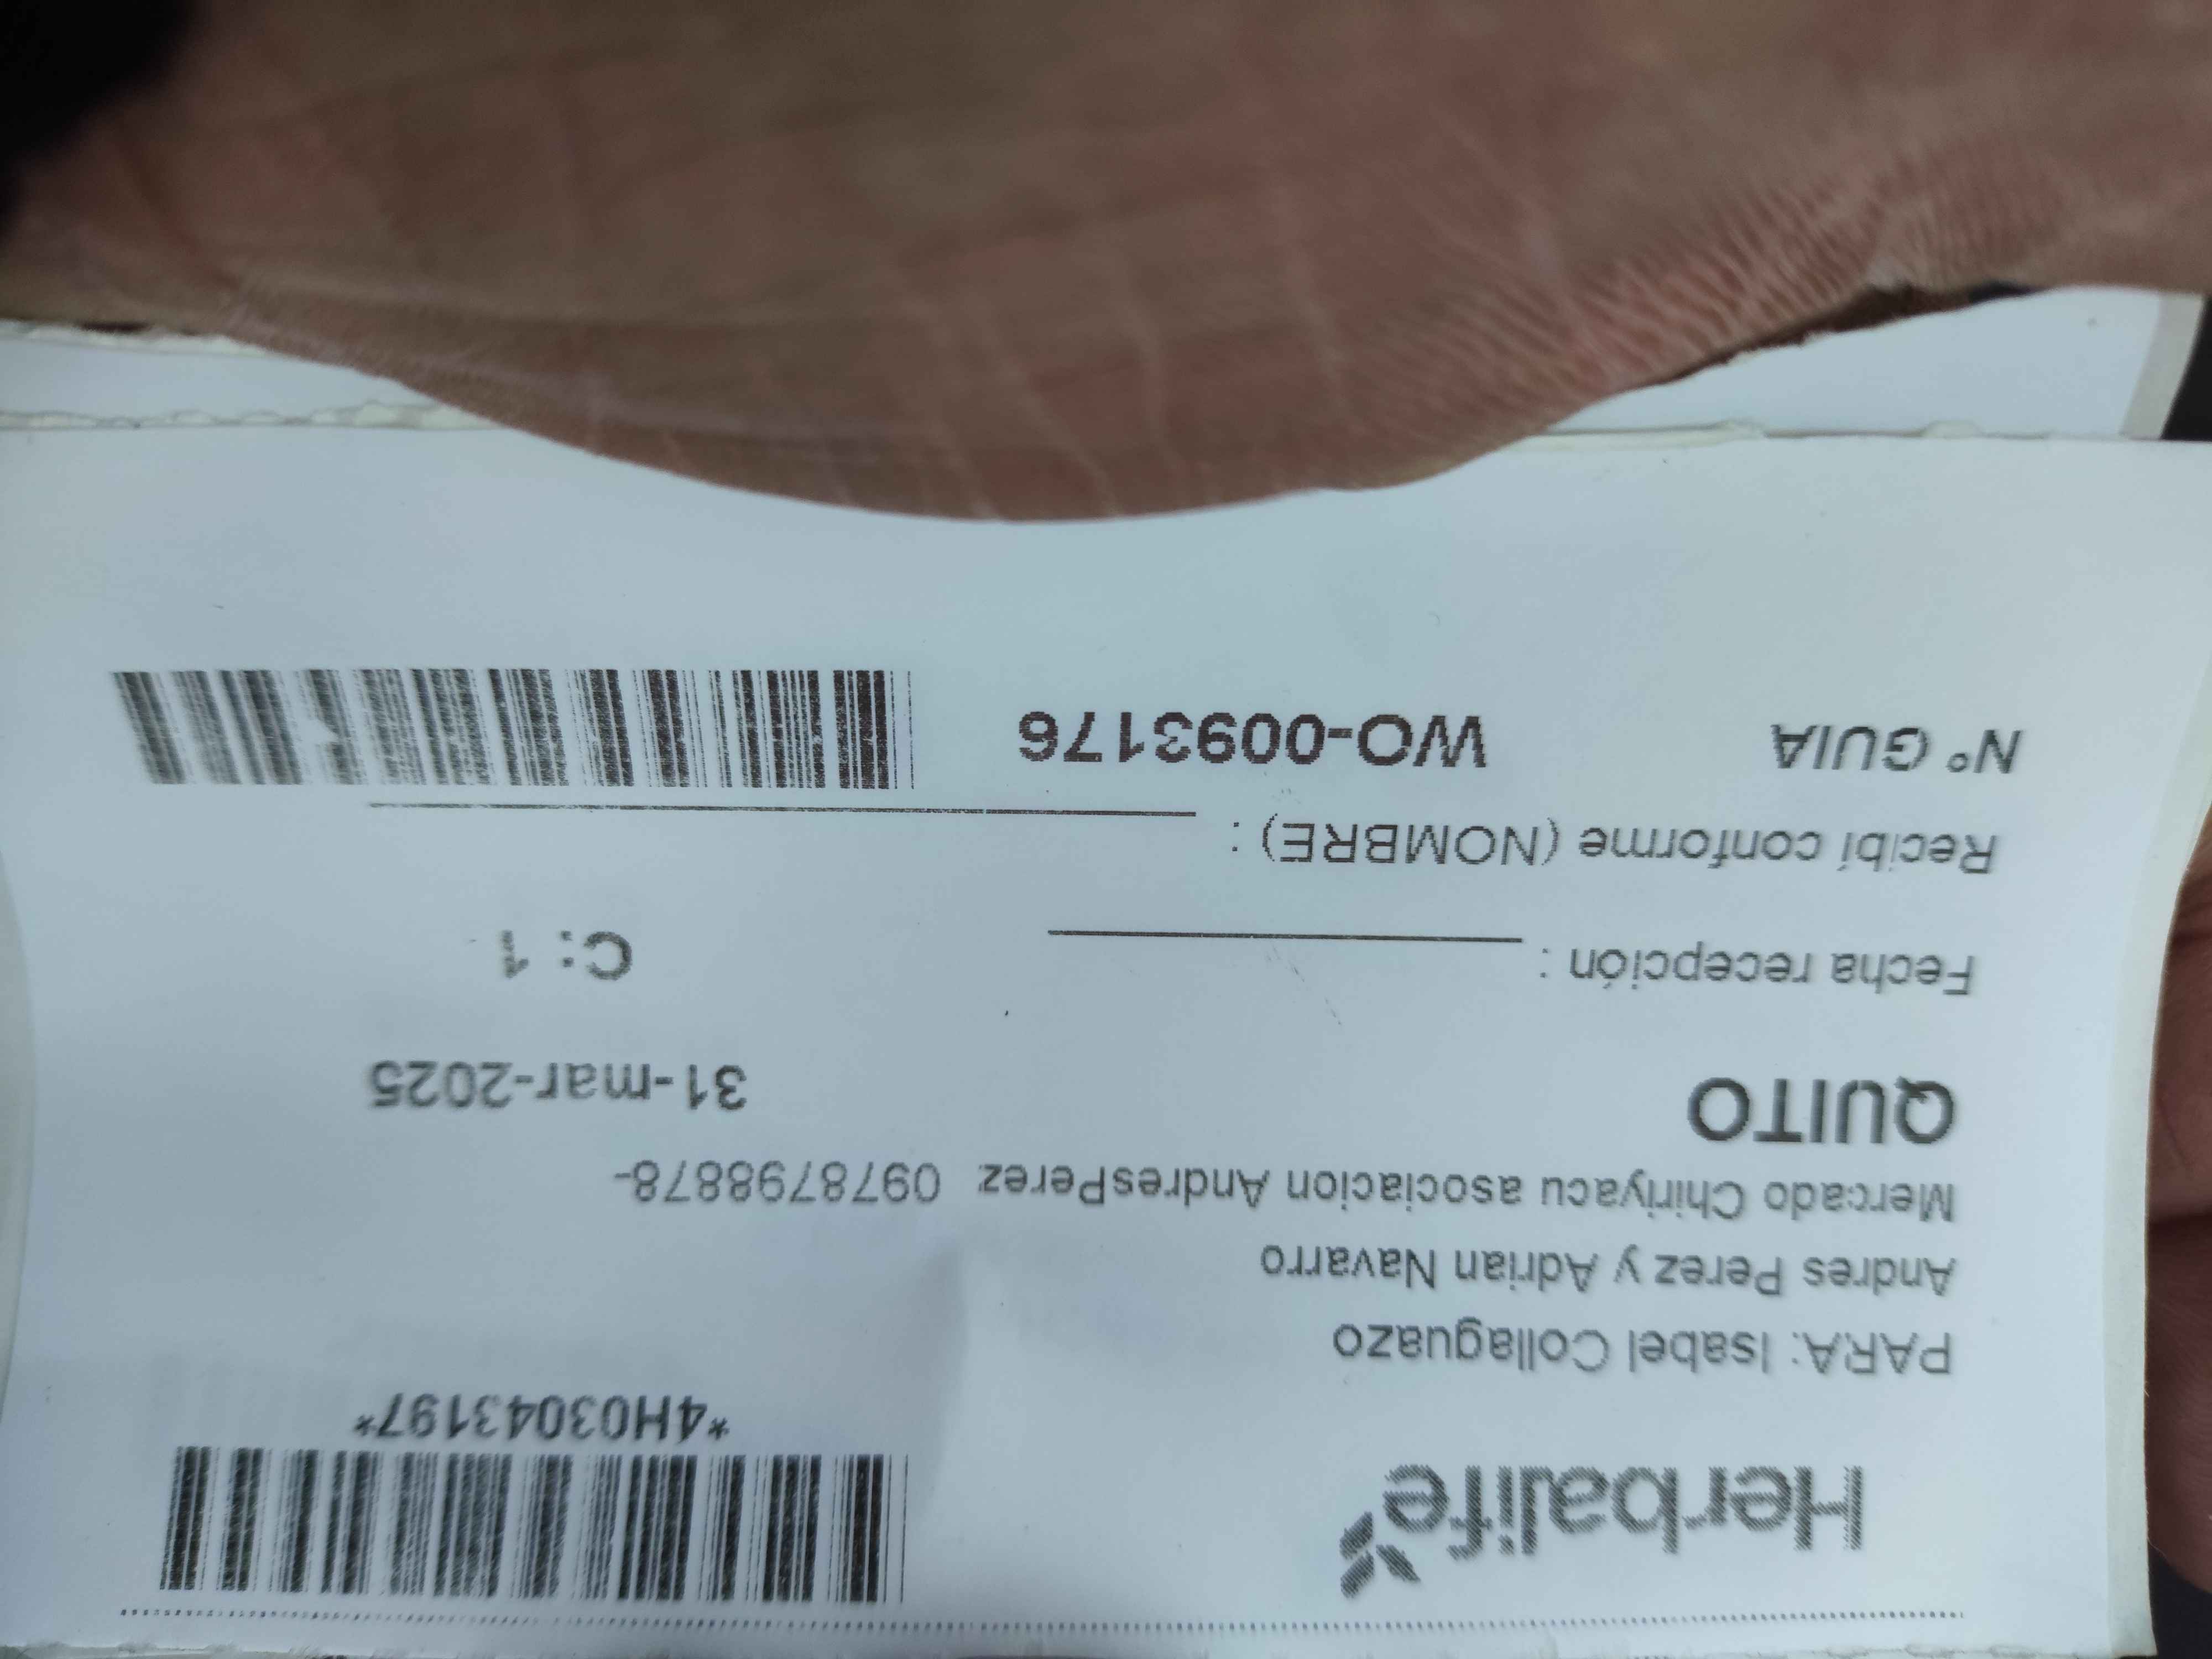 Herbalife
*4H03043197*
PARA: Isabel Collaguazo
Andres Perez y Adrian Navarro
Mercado Chiriyacu asociacion AndresPerez 0978798878-
QUITO 31-mar-2025
Fecha recepción :
C: 1
Recibí conforme (NOMBRE) :
N° GUIA WO-0093176